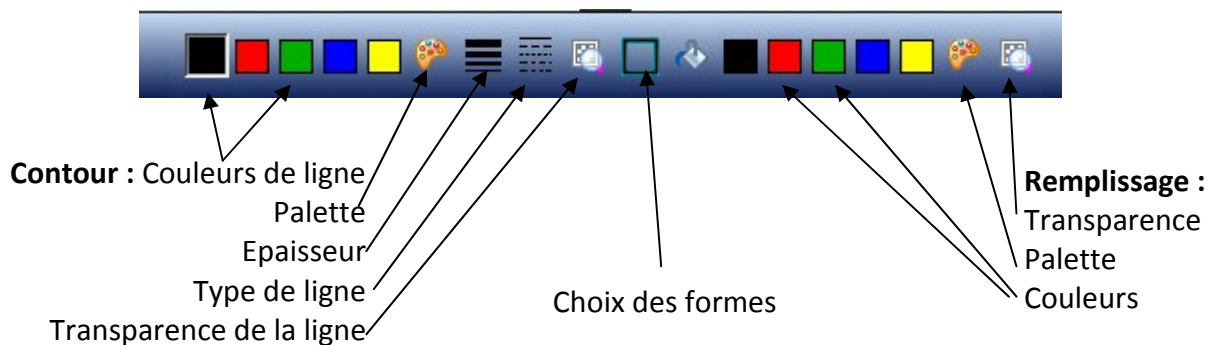 Contour : Couleurs de ligne
Palette
Epaisseur
Type de ligne
Transparence de la ligne
Choix des formes
Remplissage :
Transparence
Palette
Couleurs